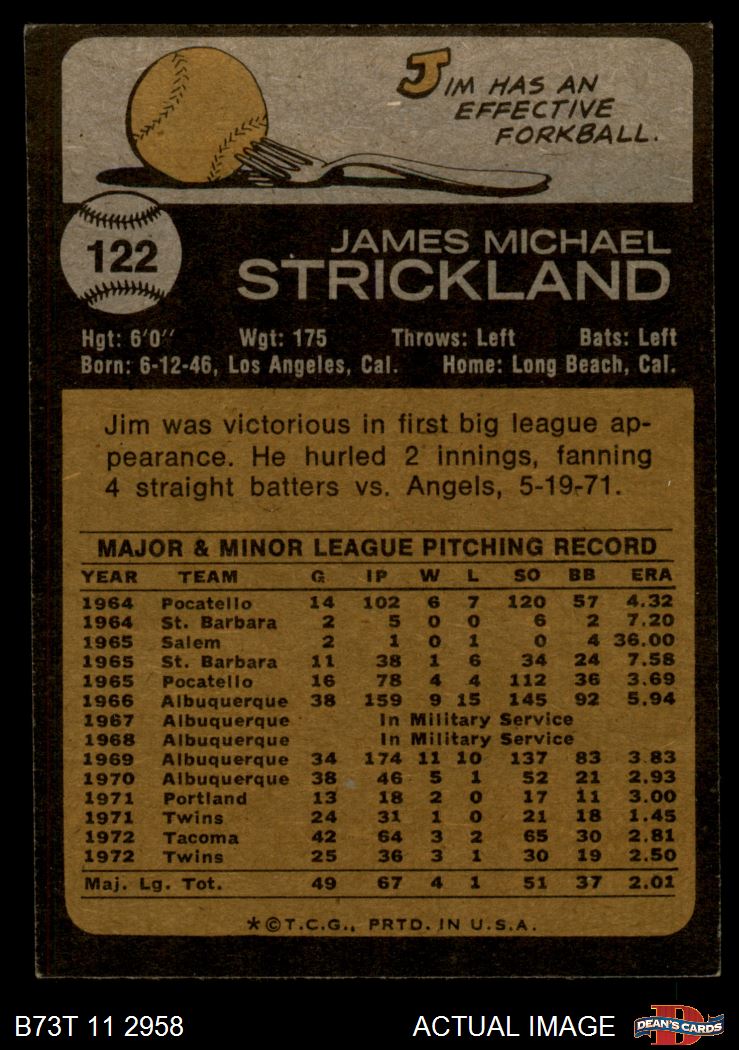 JIM HAS AN
EFFECTIVE
FORKBALL.
122
JAMES MICHAEL
STRICKLAND
Hgt: 6'0" Wgt: 175 Throws: Left Bats: Left
Born: 6-12-46, Los Angeles, Cal. Home: Long Beach, Cal.
Jim was victorious in first big league ap-
pearance. He hurled 2 innings, fanning
4 straight batters vs. Angels, 5-19-71.
MAJOR & MINOR LEAGUE PITCHING RECORD
YEAR TEAM G IP W L SO BB ERA
1964 Pocatello 14 102 6 7 120 57 4.32
1964 St. Barbara 2 5 0 0 6 2 7.20
1965 Salem 2 1 0 1 0 4 36.00
1965 St. Barbara 11 38 1 6 34 24 7.58
1965 Pocatello 16 78 4 4 112 36 3.69
1966 Albuquerque 38 159 9 15 145 92 5.94
1967 Albuquerque In Military Service
1968 Albuquerque In Military Service
1969 Albuquerque 34 174 11 10 137 83 3.83
1970 Albuquerque 38 46 5 1 52 21 2.93
1971 Portland 13 18 2 0 17 11 3.00
1971 Twins 24 31 1 0 21 18 1.45
1972 Tacoma 42 64 3 2 65 30 2.81
1972 Twins 25 36 3 1 30 19 2.50
Maj. Lg. Tot. 49 67 4 1 51 37 2.01
*©T.C.G., PRTD. IN U.S.A.
B73T 11 2958 ACTUAL IMAGE D DEAN'S CARDS